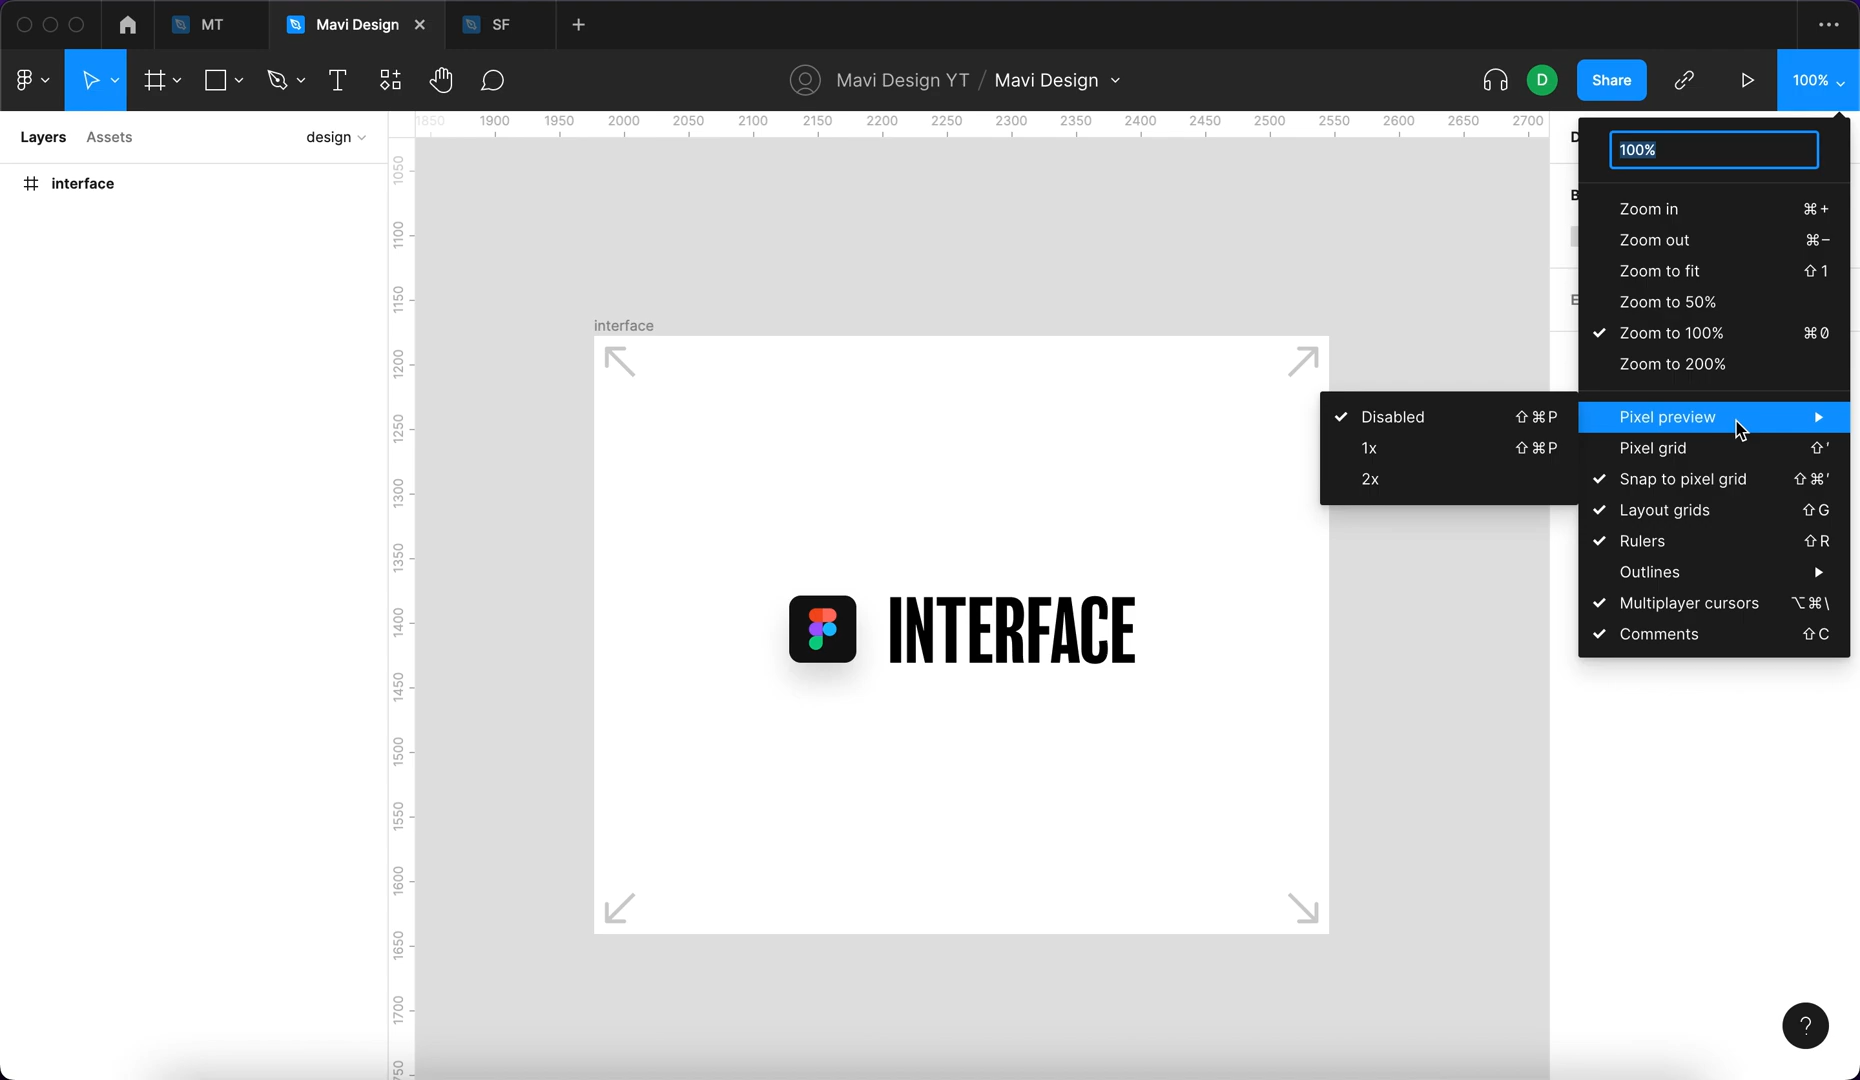 MT
Mavi Design
SF
Mavi Design YT / Mavi Design
D
Share
100%
Layers
Assets
design
interface
1850 1900 1950 2000 2050 2100 2150 2200 2250 2300 2350 2400 2450 2500 2550 2600 2650 2700
1050
1100
1150
1200
1250
1300
1350
1400
1450
1500
1550
1600
1650
1700
interface
INTERFACE
100%
Zoom in ⌘+
Zoom out ⌘−
Zoom to fit ⇧1
Zoom to 50%
✓ Zoom to 100% ⌘0
Zoom to 200%
Pixel preview
✓ Disabled ⇧⌘P
1x ⇧⌘P
2x
Pixel grid ⇧'
✓ Snap to pixel grid ⇧⌘'
✓ Layout grids ⇧G
✓ Rulers ⇧R
Outlines
✓ Multiplayer cursors ⌥⌘\
✓ Comments ⇧C
?